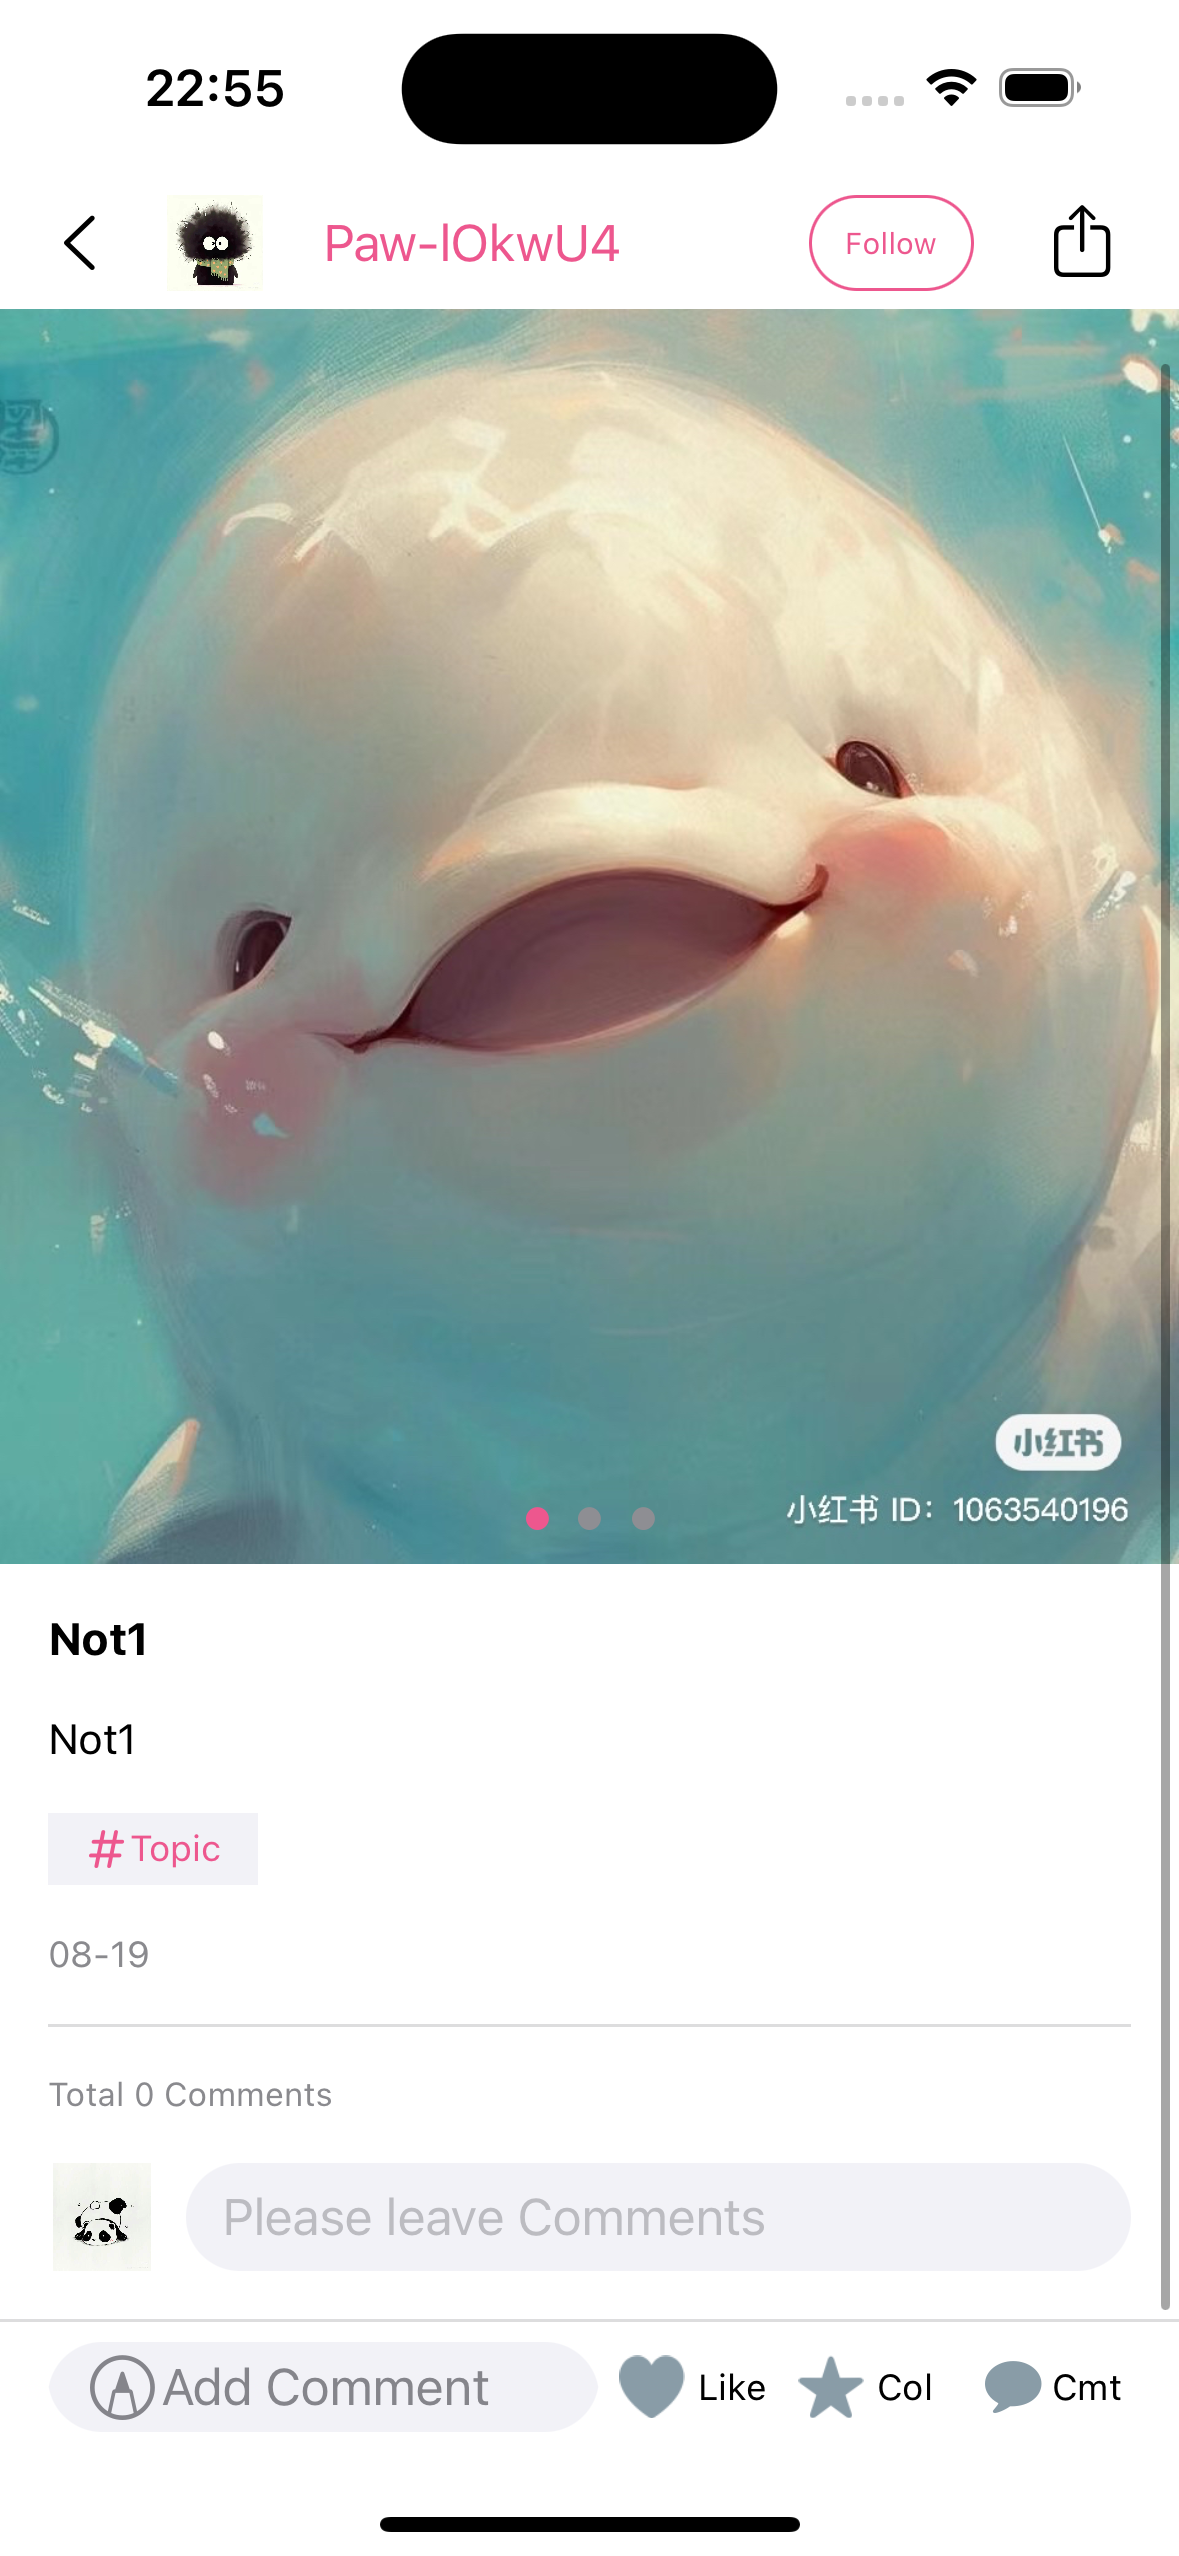 22:55
Paw-lOkwU4
Follow
小红书
小红书 ID: 1063540196
Not1
Not1
#Topic
08-19
Total 0 Comments
Please leave Comments
Add Comment
Like
Col
Cmt